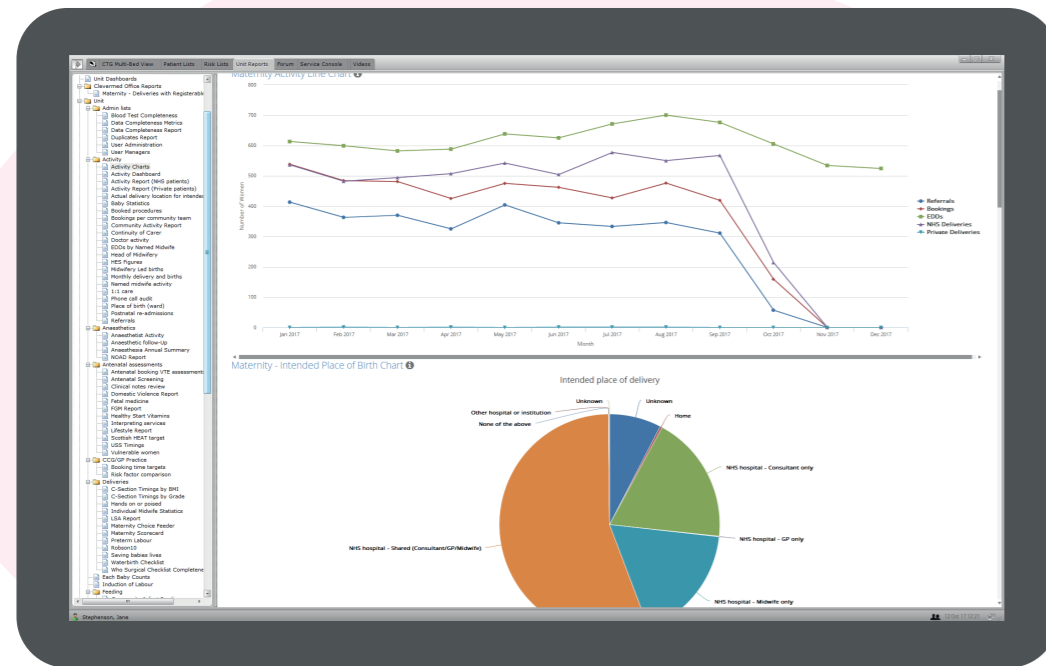 CTG Multi-Bed View Patient Lists Risk Lists Unit Reports Forum Service Console Videos
Unit Dashboards
Clevermed Office Reports
Maternity - Deliveries with Registerable
Unit
Admin lists
Blood Test Completeness
Data Completeness Metrics
Data Completeness Report
Duplicates Report
User Administration
User Managers
Activity
Activity Charts
Activity Dashboard
Activity Report (NHS patients)
Activity Report (Private patients)
Actual delivery location for intended
Baby Statistics
Booked procedures
Bookings per community team
Community Activity Report
Continuity of Carer
Doctor activity
EDDs by Named Midwife
Head of Midwifery
HES Figures
Midwifery Led births
Monthly delivery and births
Named midwife activity
1:1 care
Phone call audit
Place of birth (ward)
Postnatal re-admissions
Referrals
Anaesthetics
Anaesthetist Activity
Anaesthetic follow-Up
Anaesthesia Annual Summary
NOAD Report
Antenatal assessments
Antenatal booking VTE assessments
Antenatal Screening
Clinical notes review
Domestic Violence Report
Fetal medicine
FGM Report
Healthy Start Vitamins
Interpreting services
Lifestyle Report
Scottish HEAT target
USS Timings
Vulnerable women
CCG/GP Practice
Booking time targets
Risk factor comparison
Deliveries
C-Section Timings by BMI
C-Section Timings by Grade
Hands on or poised
Individual Midwife Statistics
LSA Report
Maternity Choice Feeder
Maternity Scorecard
Preterm Labour
Robson10
Saving babies lives
Waterbirth Checklist
Who Surgical Checklist Completene
Each Baby Counts
Induction of Labour
Feeding
Stephenson, Jane
Maternity Activity Line Chart
800
700
600
500
400
300
200
100
0
Number of Women
Jan 2017 Feb 2017 Mar 2017 Apr 2017 May 2017 Jun 2017 Jul 2017 Aug 2017 Sep 2017 Oct 2017 Nov 2017 Dec 2017
Month
Referrals
Bookings
EDDs
NHS Deliveries
Private Deliveries
Maternity - Intended Place of Birth Chart
Intended place of delivery
Unknown
Unknown
Other hospital or institution
Home
None of the above
NHS hospital - Consultant only
NHS hospital - GP only
NHS hospital - Shared (Consultant/GP/Midwife)
NHS hospital - Midwife only